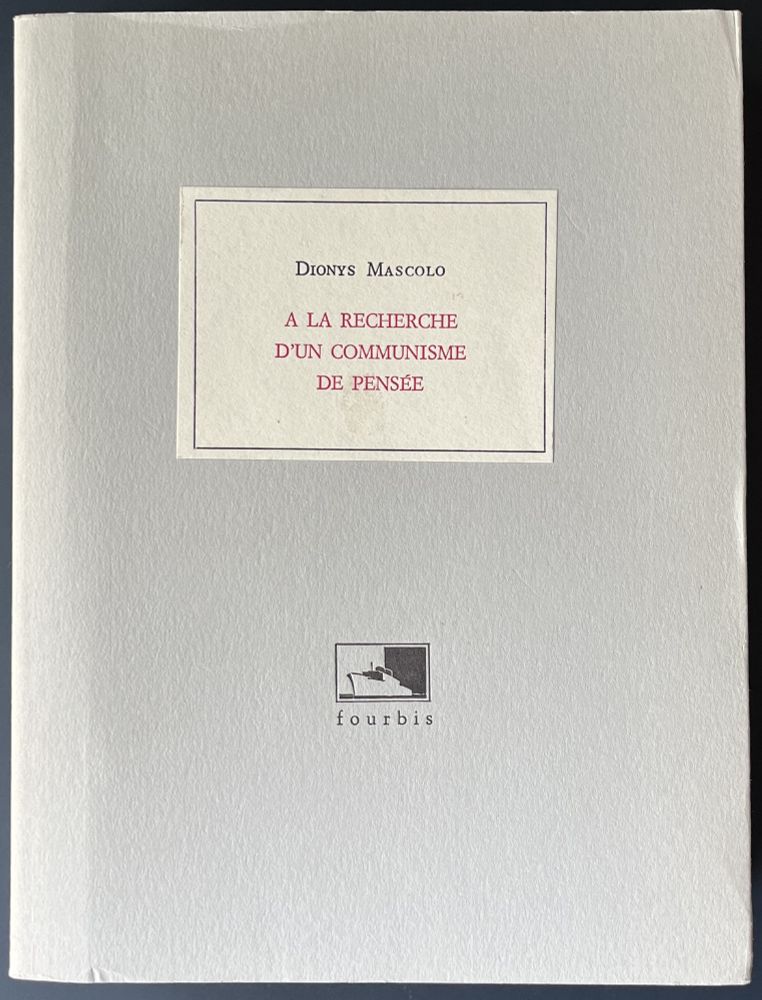 Dionys Mascolo
A LA RECHERCHE
D'UN COMMUNISME
DE PENSÉE
fourbis